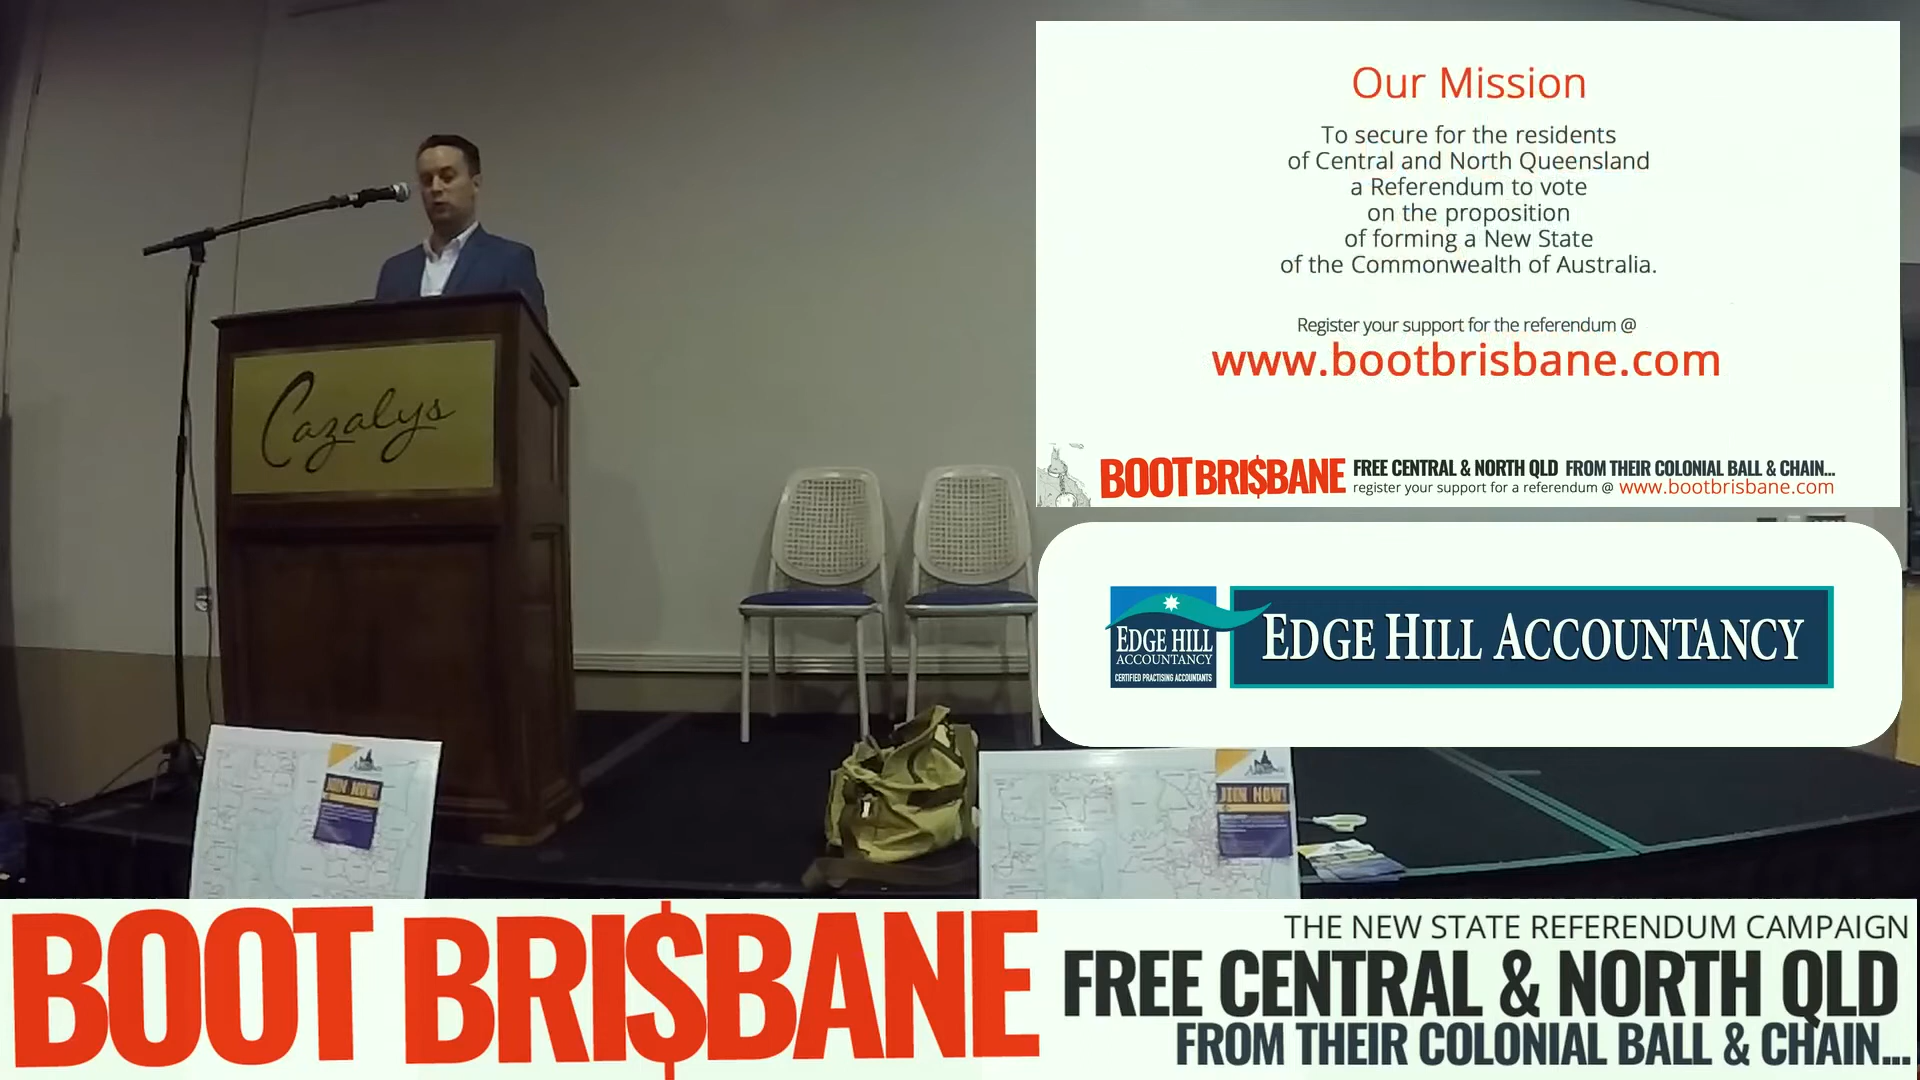 Our Mission
To secure for the residents
of Central and North Queensland
a Referendum to vote
on the proposition
of forming a New State
of the Commonwealth of Australia.
Register your support for the referendum @
www.bootbrisbane.com
BOOT BRI$BANE FREE CENTRAL & NORTH QLD FROM THEIR COLONIAL BALL & CHAIN...
register your support for a referendum @ www.bootbrisbane.com
Cazalys
EDGE HILL
ACCOUNTANCY
CERTIFIED PRACTISING ACCOUNTANTS
EDGE HILL ACCOUNTANCY
JOIN NOW!
JOIN NOW!
BOOT BRI$BANE
THE NEW STATE REFERENDUM CAMPAIGN
FREE CENTRAL & NORTH QLD
FROM THEIR COLONIAL BALL & CHAIN...